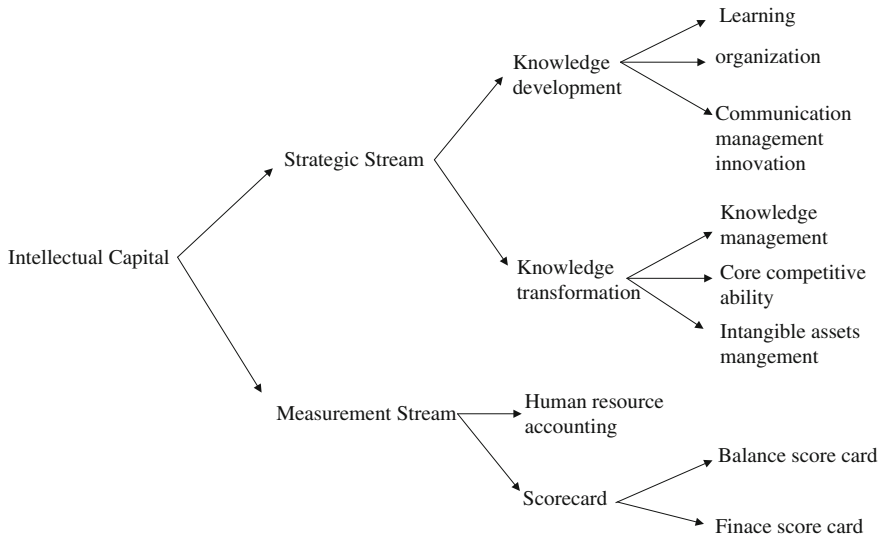 Learning
organization
Knowledge
development
Communication
management
innovation
Strategic Stream
Knowledge
management
Intellectual Capital
Knowledge
transformation
Core competitive
ability
Intangible assets
mangement
Measurement Stream
Human resource
accounting
Balance score card
Scorecard
Finace score card